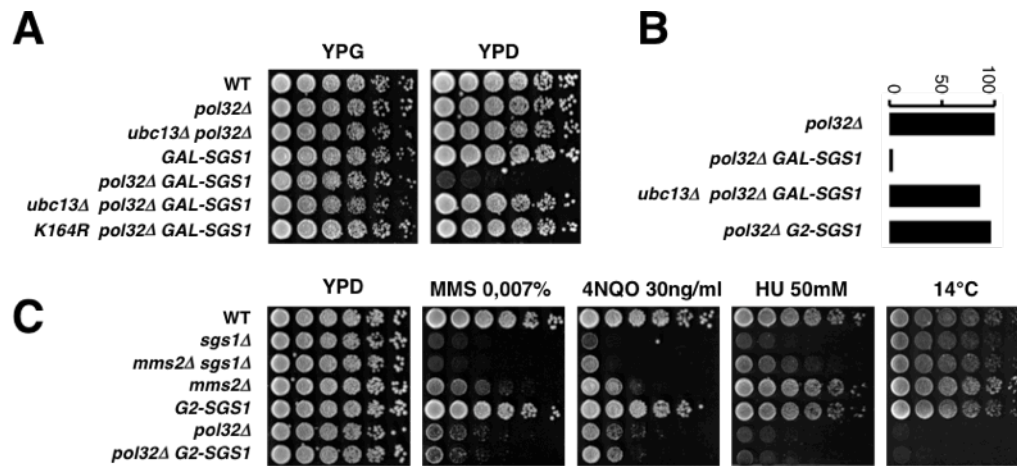 A
YPG YPD
WT
pol32Δ
ubc13Δ pol32Δ
GAL-SGS1
pol32Δ GAL-SGS1
ubc13Δ pol32Δ GAL-SGS1
K164R pol32Δ GAL-SGS1
B
0 50 100
pol32Δ
pol32Δ GAL-SGS1
ubc13Δ pol32Δ GAL-SGS1
pol32Δ G2-SGS1
C
YPD MMS 0,007% 4NQO 30ng/ml HU 50mM 14°C
WT
sgs1Δ
mms2Δ sgs1Δ
mms2Δ
G2-SGS1
pol32Δ
pol32Δ G2-SGS1